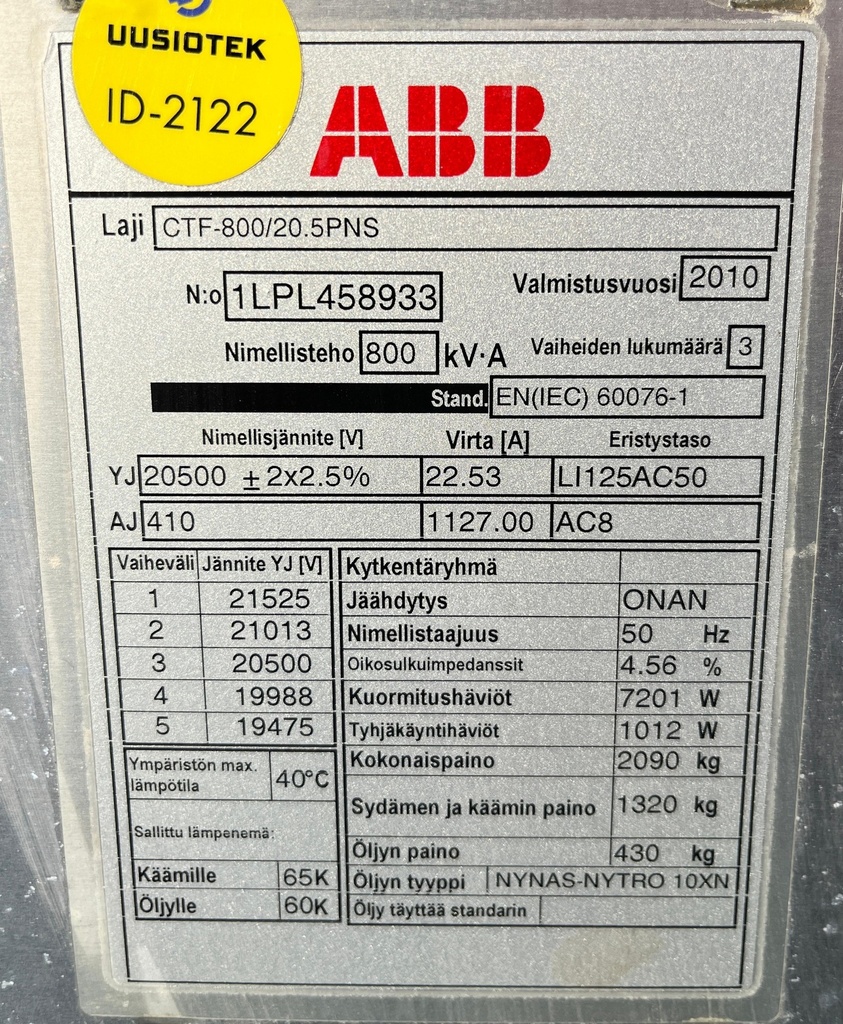 UUSIOTEK
ID-2122
ABB
Laji CTF-800/20.5PNS
N:o 1LPL458933 Valmistusvuosi 2010
Nimellisteho 800 kV·A Vaiheiden lukumäärä 3
Stand. EN(IEC) 60076-1
Nimellisjännite [V] Virta [A] Eristystaso
YJ 20500 ±2x2.5% 22.53 LI125AC50
AJ 410 1127.00 AC8
Vaiheväli Jännite YJ [V]
1 21525
2 21013
3 20500
4 19988
5 19475
Ympäristön max.
lämpötila 40°C
Sallittu lämpenemä:
Käämille 65K
Öljylle 60K
Kytkentäryhmä
Jäähdytys ONAN
Nimellistaajuus 50 Hz
Oikosulkuimpedanssit 4.56 %
Kuormitushäviöt 7201 W
Tyhjäkäyntihäviöt 1012 W
Kokonaispaino 2090 kg
Sydämen ja käämin paino 1320 kg
Öljyn paino 430 kg
Öljyn tyyppi NYNAS-NYTRO 10XN
Öljy täyttää standarin